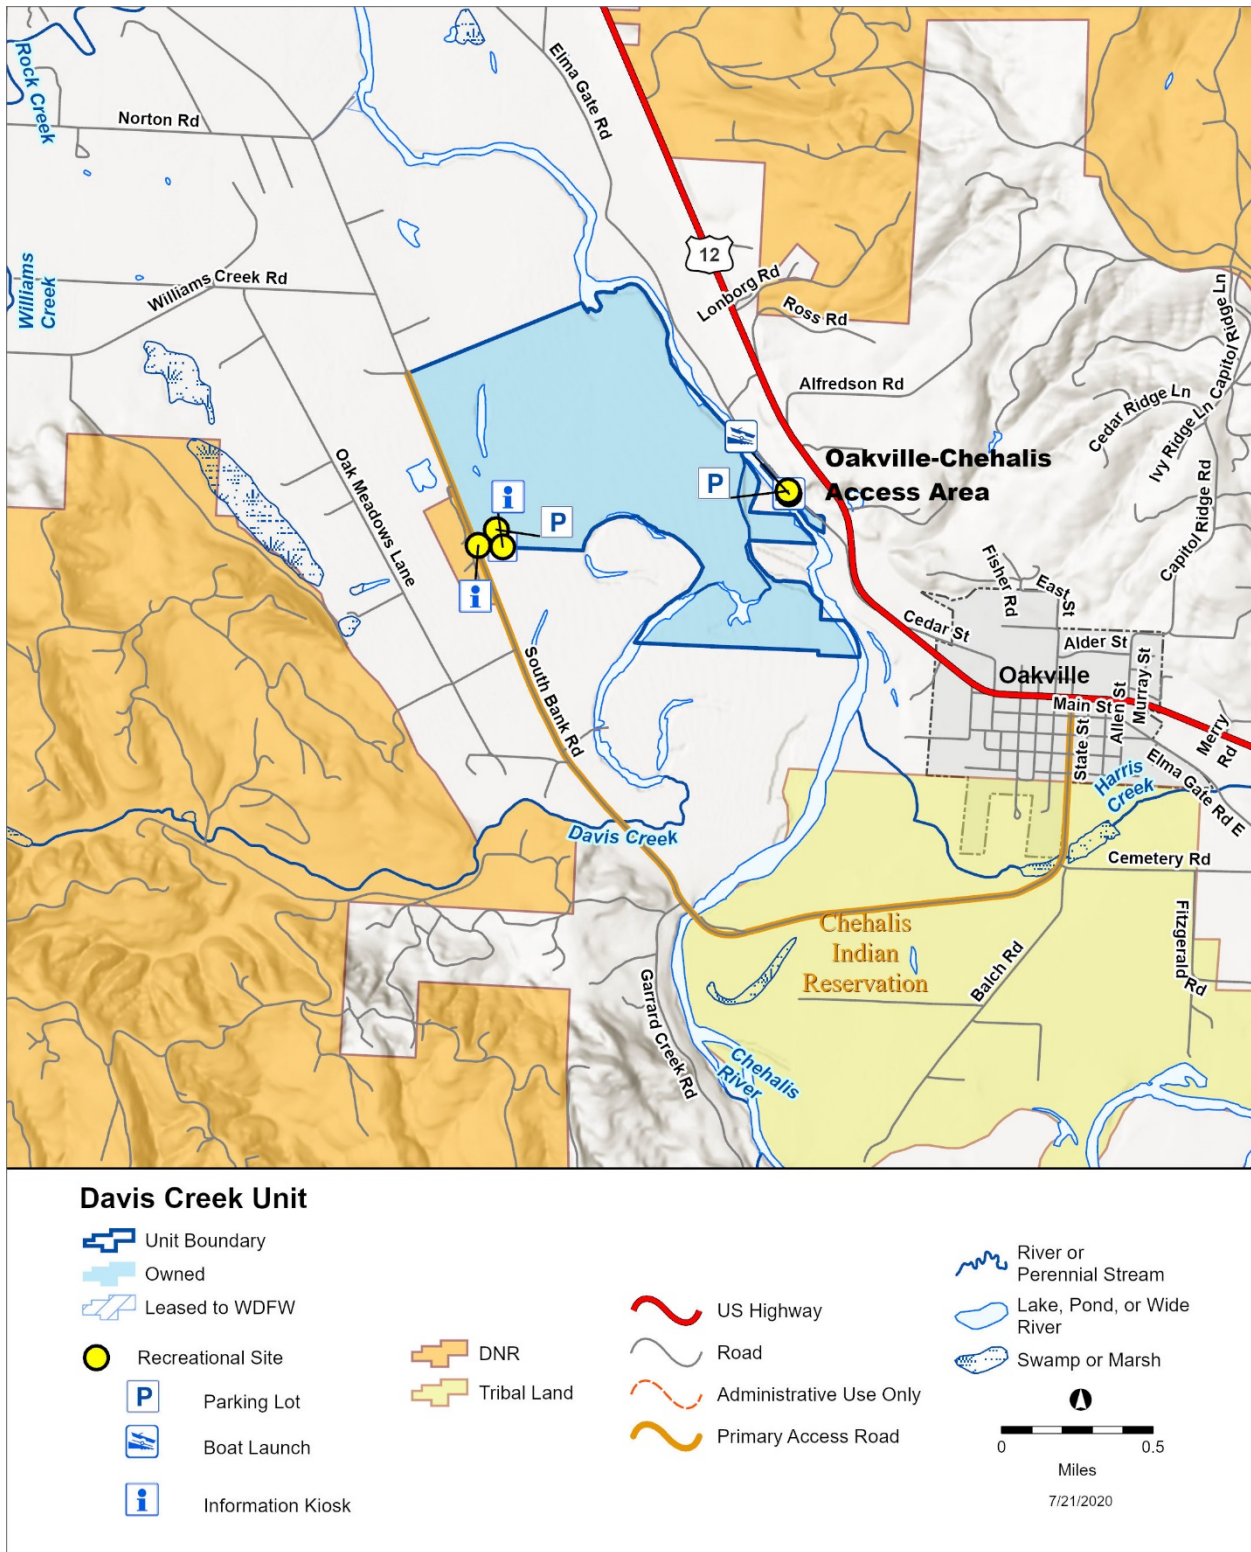 Rock Creek
Norton Rd
Elma Gate Rd
12
Williams
Creek
Williams Creek Rd
Lonborg Rd
Ross Rd
Capitol Ridge Ln
Alfredson Rd
Cedar Ridge Ln
Ivy Ridge Ln
Oakville-Chehalis
Access Area
P
P
Oak Meadows Lane
Capitol Ridge Rd
Fisher Rd
East St
Cedar St
Alder St
Murray St
Oakville
Main St
Allen St
State St
Merry
Rd
South Bank Rd
Harris
Creek
Elma Gate Rd E
Davis Creek
Cemetery Rd
Chehalis
Indian
Reservation
Balch Rd
Fitzgerald Rd
Garrard Creek Rd
Chehalis
River
Davis Creek Unit
Unit Boundary
Owned
Leased to WDFW
Recreational Site
P
Parking Lot
Boat Launch
Information Kiosk
DNR
Tribal Land
US Highway
Road
Administrative Use Only
Primary Access Road
River or
Perennial Stream
Lake, Pond, or Wide
River
Swamp or Marsh
0 0.5
Miles
7/21/2020